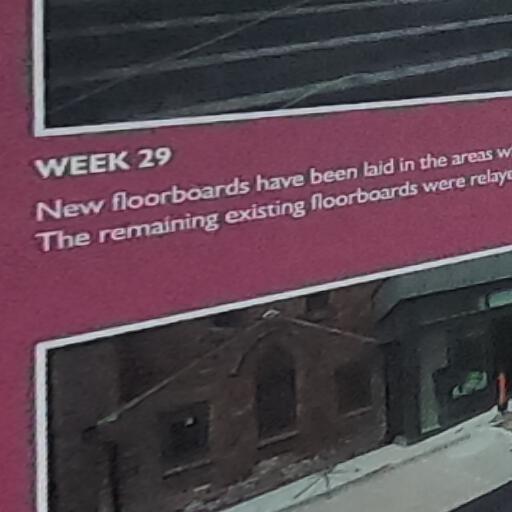 WEEK 29
New floorboards have been laid in the areas
The remaining existing floorboards were